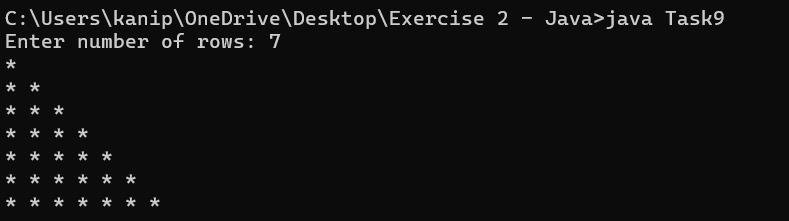 C:\Users\kanip\OneDrive\Desktop\Exercise 2 - Java>java Task9
Enter number of rows: 7
*
* *
* * *
* * * *
* * * * *
* * * * * *
* * * * * * *